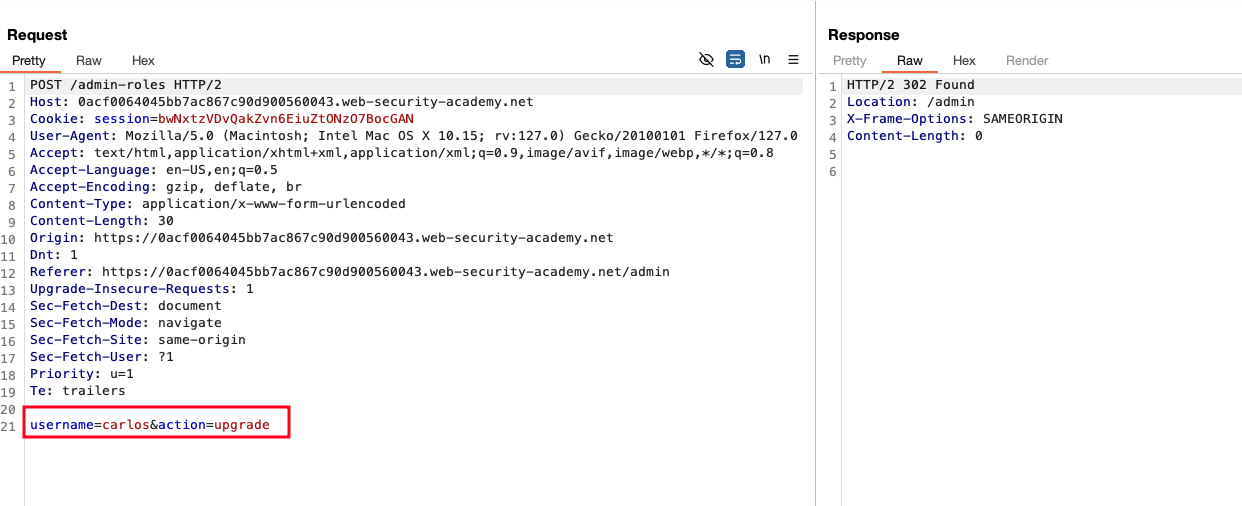 Request
Pretty Raw Hex \n
1 POST /admin-roles HTTP/2
2 Host: 0acf0064045bb7ac867c90d900560043.web-security-academy.net
3 Cookie: session=bwNxtzVDvQakZvn6EiuZtONzO7BocGAN
4 User-Agent: Mozilla/5.0 (Macintosh; Intel Mac OS X 10.15; rv:127.0) Gecko/20100101 Firefox/127.0
5 Accept: text/html,application/xhtml+xml,application/xml;q=0.9,image/avif,image/webp,*/*;q=0.8
6 Accept-Language: en-US,en;q=0.5
7 Accept-Encoding: gzip, deflate, br
8 Content-Type: application/x-www-form-urlencoded
9 Content-Length: 30
10 Origin: https://0acf0064045bb7ac867c90d900560043.web-security-academy.net
11 Dnt: 1
12 Referer: https://0acf0064045bb7ac867c90d900560043.web-security-academy.net/admin
13 Upgrade-Insecure-Requests: 1
14 Sec-Fetch-Dest: document
15 Sec-Fetch-Mode: navigate
16 Sec-Fetch-Site: same-origin
17 Sec-Fetch-User: ?1
18 Priority: u=1
19 Te: trailers
20
21 username=carlos&action=upgrade
Response
Pretty Raw Hex Render
1 HTTP/2 302 Found
2 Location: /admin
3 X-Frame-Options: SAMEORIGIN
4 Content-Length: 0
5
6